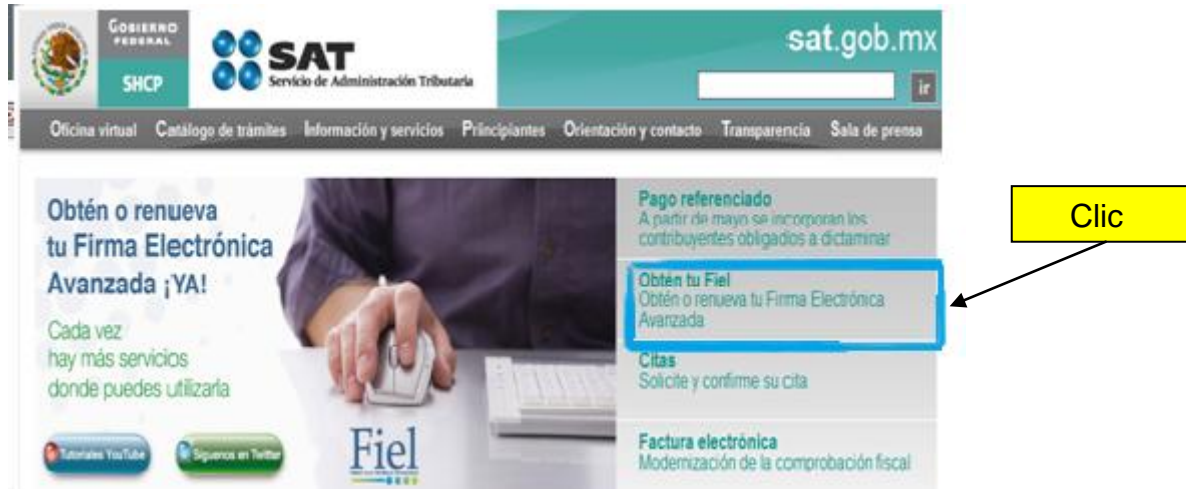 GOBIERNO
FEDERAL
SHCP
SAT
Servicio de Administración Tributaria
sat.gob.mx
ir
Oficina virtual Catálogo de trámites Información y servicios Principiantes Orientación y contacto Transparencia Sala de prensa
Obtén o renueva
tu Firma Electrónica
Avanzada ¡YA!
Cada vez
hay más servicios
donde puedes utilizarla
Tutoriales YouTube
Síguenos en Twitter
Fiel
Pago referenciado
A partir de mayo se incorporan los
contribuyentes obligados a dictaminar
Obtén tu Fiel
Obtén o renueva tu Firma Electrónica
Avanzada
Citas
Solicite y confirme su cita
Factura electrónica
Modernización de la comprobación fiscal
Clic